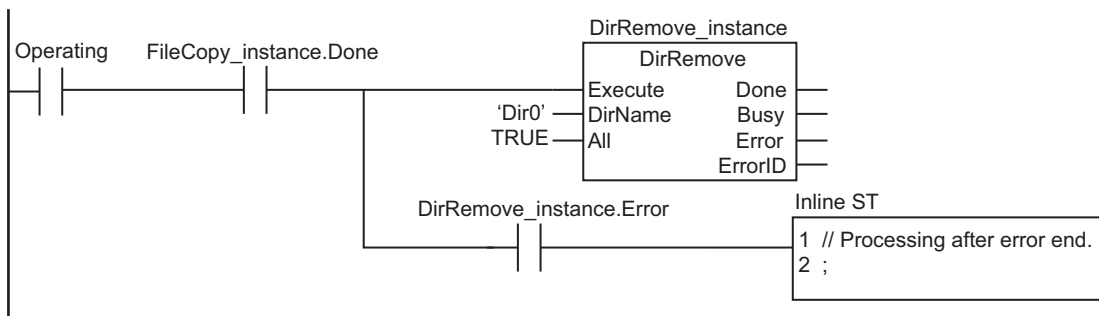 DirRemove_instance
Operating
FileCopy_instance.Done
DirRemove
Execute Done
‘Dir0’ DirName Busy
TRUE All Error
ErrorID
DirRemove_instance.Error
Inline ST
1 // Processing after error end.
2 ;